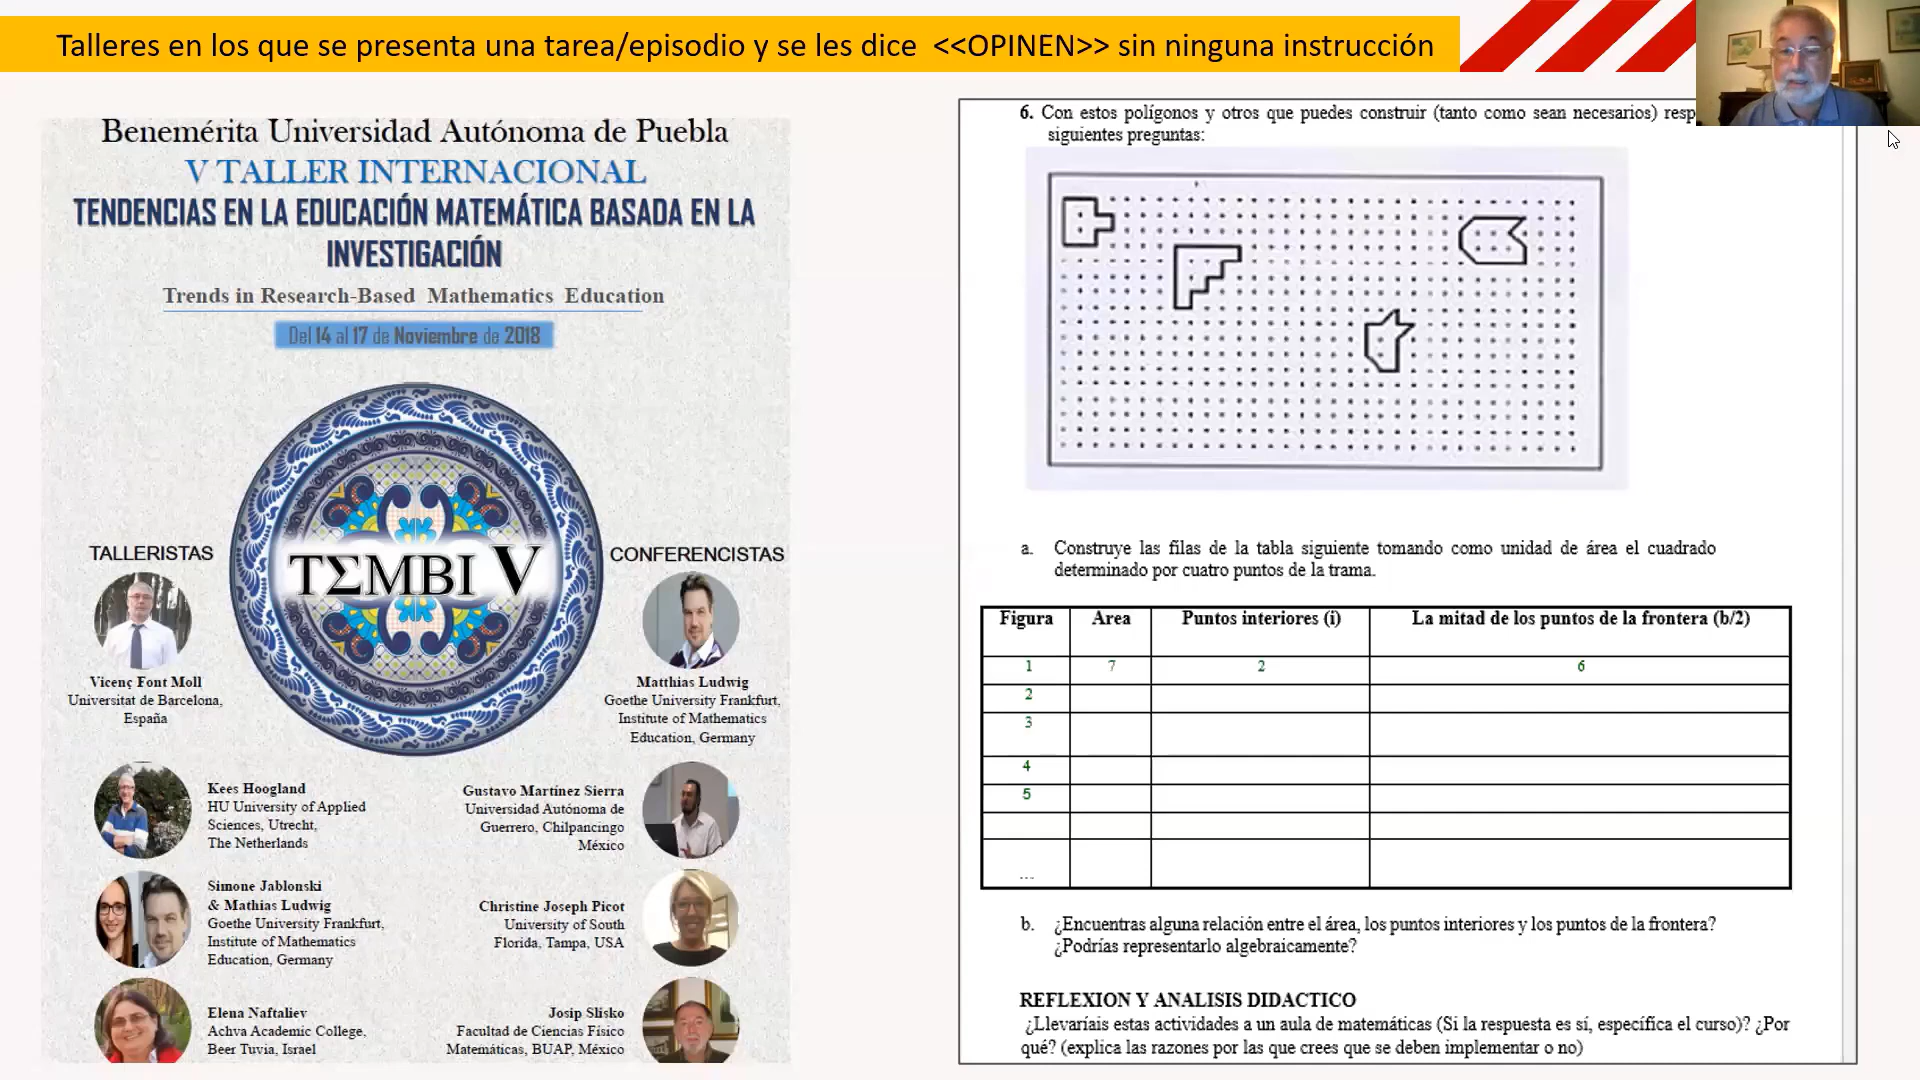 Talleres en los que se presenta una tarea/episodio y se les dice <<OPINEN>> sin ninguna instrucción
Benemérita Universidad Autónoma de Puebla
V TALLER INTERNACIONAL
TENDENCIAS EN LA EDUCACIÓN MATEMÁTICA BASADA EN LA
INVESTIGACIÓN
Trends in Research-Based Mathematics Education
Del 14 al 17 de Noviembre de 2018
TALLERISTAS
TΣMBI V
CONFERENCISTAS
Vicenç Font Moll
Universitat de Barcelona,
España
Matthias Ludwig
Goethe University Frankfurt,
Institute of Mathematics
Education, Germany
Kees Hoogland
HU University of Applied
Sciences, Utrecht,
The Netherlands
Gustavo Martínez Sierra
Universidad Autónoma de
Guerrero, Chilpancingo
México
Simone Jablonski
& Mathias Ludwig
Goethe University Frankfurt,
Institute of Mathematics
Education, Germany
Christine Joseph Picot
University of South
Florida, Tampa, USA
Elena Naftaliev
Achva Academic College,
Beer Tuvia, Israel
Josip Slisko
Facultad de Ciencias Físico
Matemáticas, BUAP, México
6. Con estos polígonos y otros que puedes construir (tanto como sean necesarios) resp
siguientes preguntas:
a. Construye las filas de la tabla siguiente tomando como unidad de área el cuadrado
determinado por cuatro puntos de la trama.
Figura Area Puntos interiores (i) La mitad de los puntos de la frontera (b/2)
1 7 2 6
2
3
4
5
...
b. ¿Encuentras alguna relación entre el área, los puntos interiores y los puntos de la frontera?
¿Podrías representarlo algebraicamente?
REFLEXION Y ANALISIS DIDACTICO
¿Llevaríais estas actividades a un aula de matemáticas (Si la respuesta es sí, específica el curso)? ¿Por
qué? (explica las razones por las que crees que se deben implementar o no)